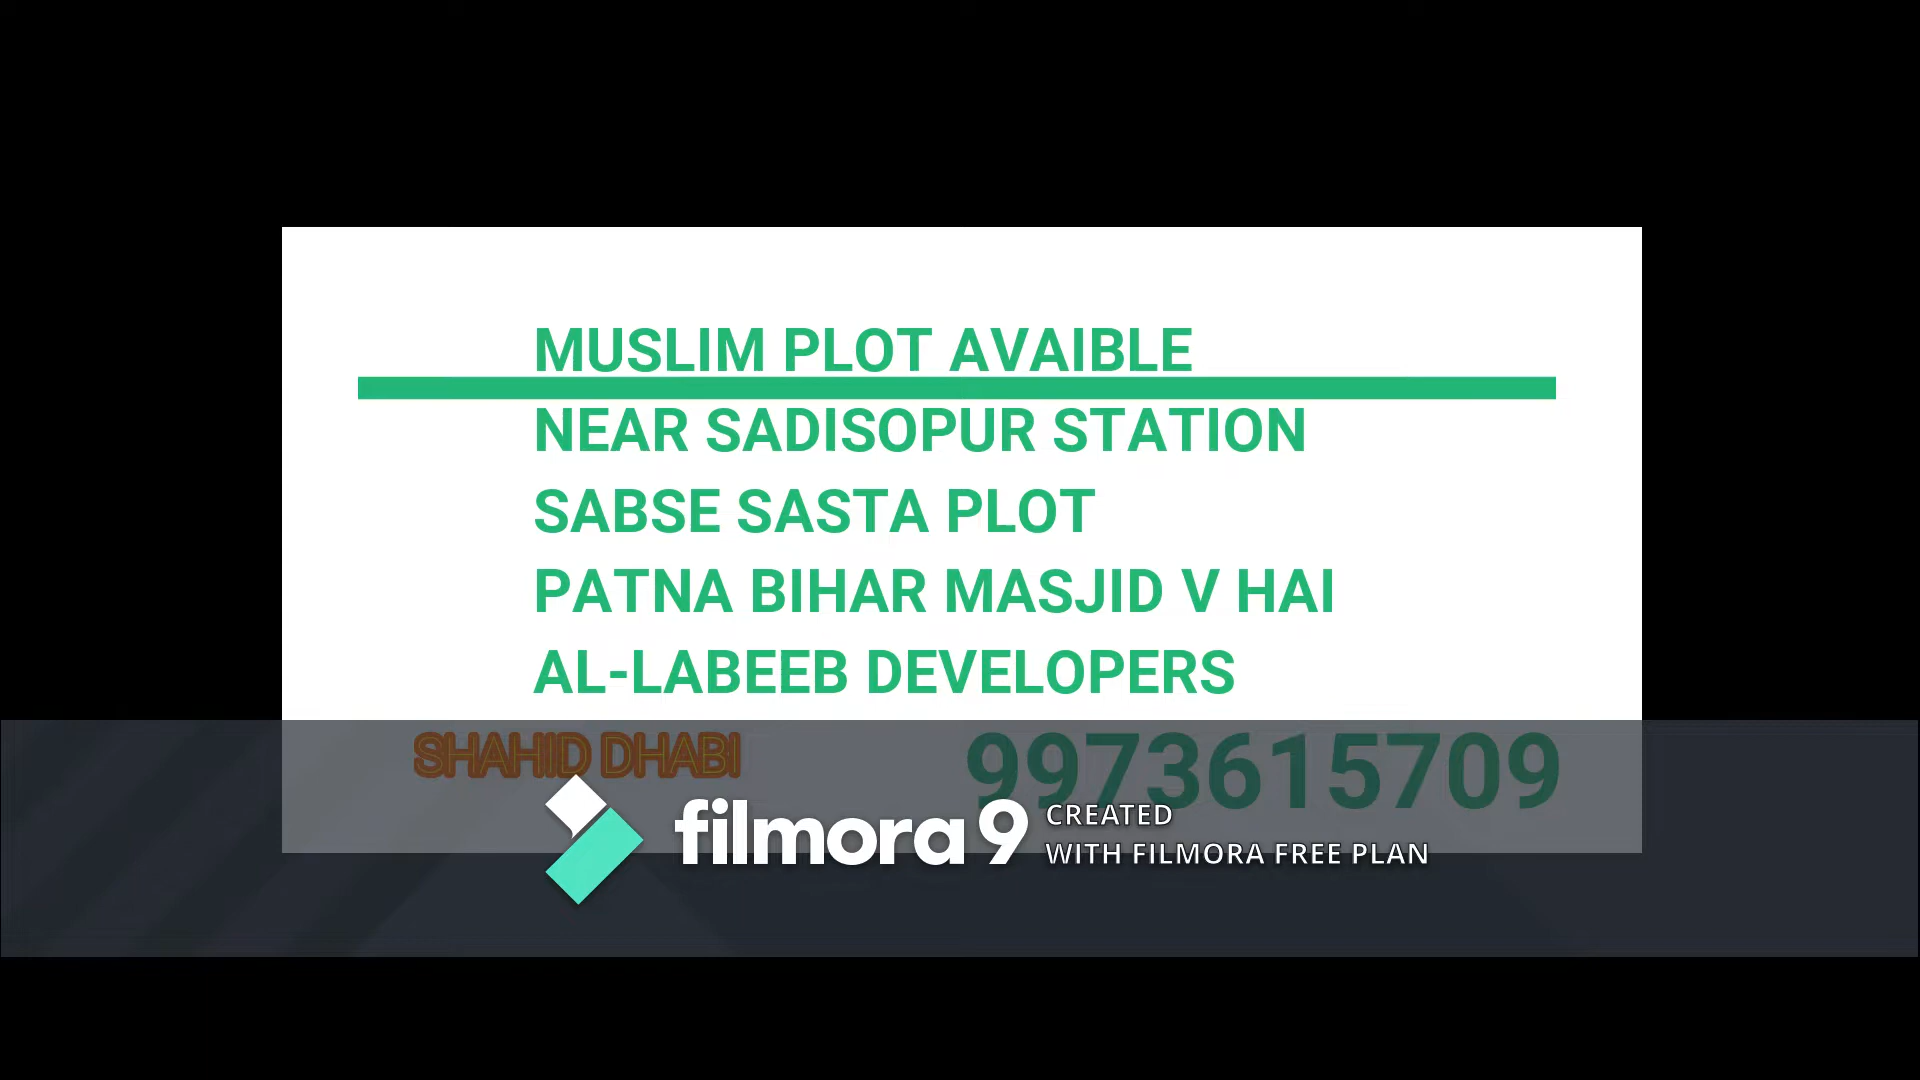 MUSLIM PLOT AVAIBLE
NEAR SADISOPUR STATION
SABSE SASTA PLOT
PATNA BIHAR MASJID V HAI
AL-LABEEB DEVELOPERS
SHAHID DHABI
9973615709
filmora9
CREATED
WITH FILMORA FREE PLAN